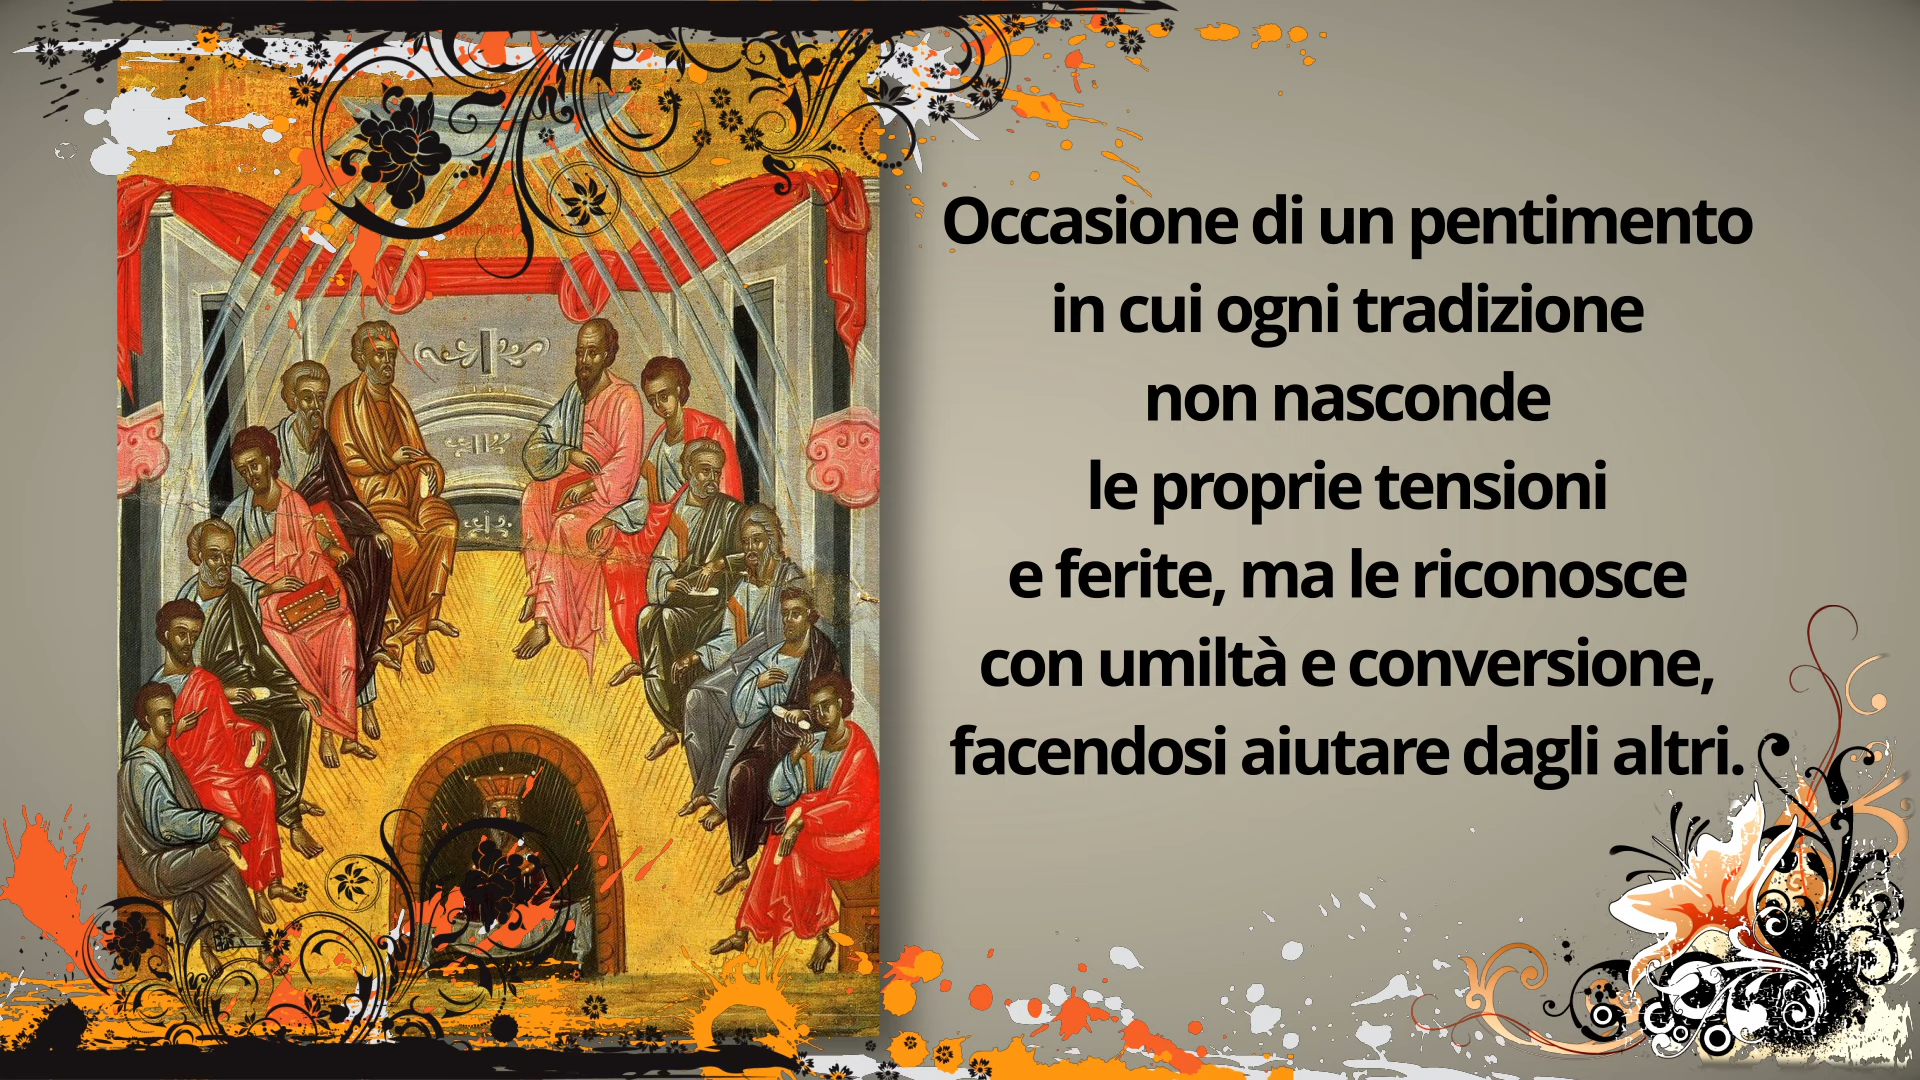 Occasione di un pentimento
in cui ogni tradizione
non nasconde
le proprie tensioni
e ferite, ma le riconosce
con umiltà e conversione,
facendosi aiutare dagli altri.